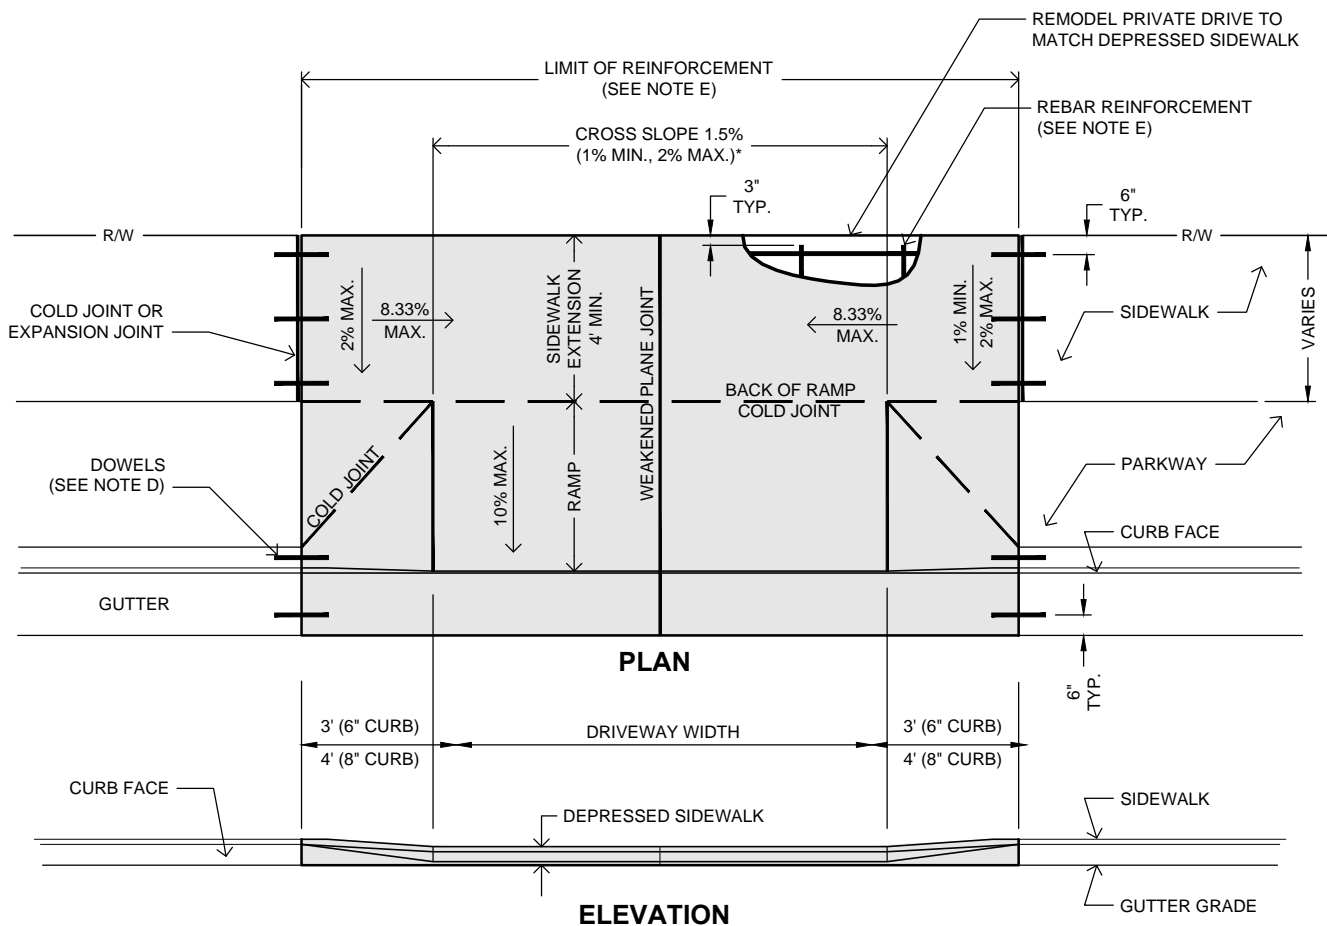 REMODEL PRIVATE DRIVE TO
MATCH DEPRESSED SIDEWALK
LIMIT OF REINFORCEMENT
(SEE NOTE E)
REBAR REINFORCEMENT
(SEE NOTE E)
CROSS SLOPE 1.5%
(1% MIN., 2% MAX.)*
3"
TYP.
6"
TYP.
R/W
R/W
COLD JOINT OR
EXPANSION JOINT
2% MAX.
8.33%
MAX.
SIDEWALK
EXTENSION
4' MIN.
WEAKENED PLANE JOINT
8.33%
MAX.
1% MIN.
2% MAX.
SIDEWALK
VARIES
BACK OF RAMP
COLD JOINT
DOWELS
(SEE NOTE D)
COLD JOINT
10% MAX.
RAMP
PARKWAY
CURB FACE
GUTTER
PLAN
6"
TYP.
3' (6" CURB)
4' (8" CURB)
DRIVEWAY WIDTH
3' (6" CURB)
4' (8" CURB)
CURB FACE
DEPRESSED SIDEWALK
SIDEWALK
GUTTER GRADE
ELEVATION